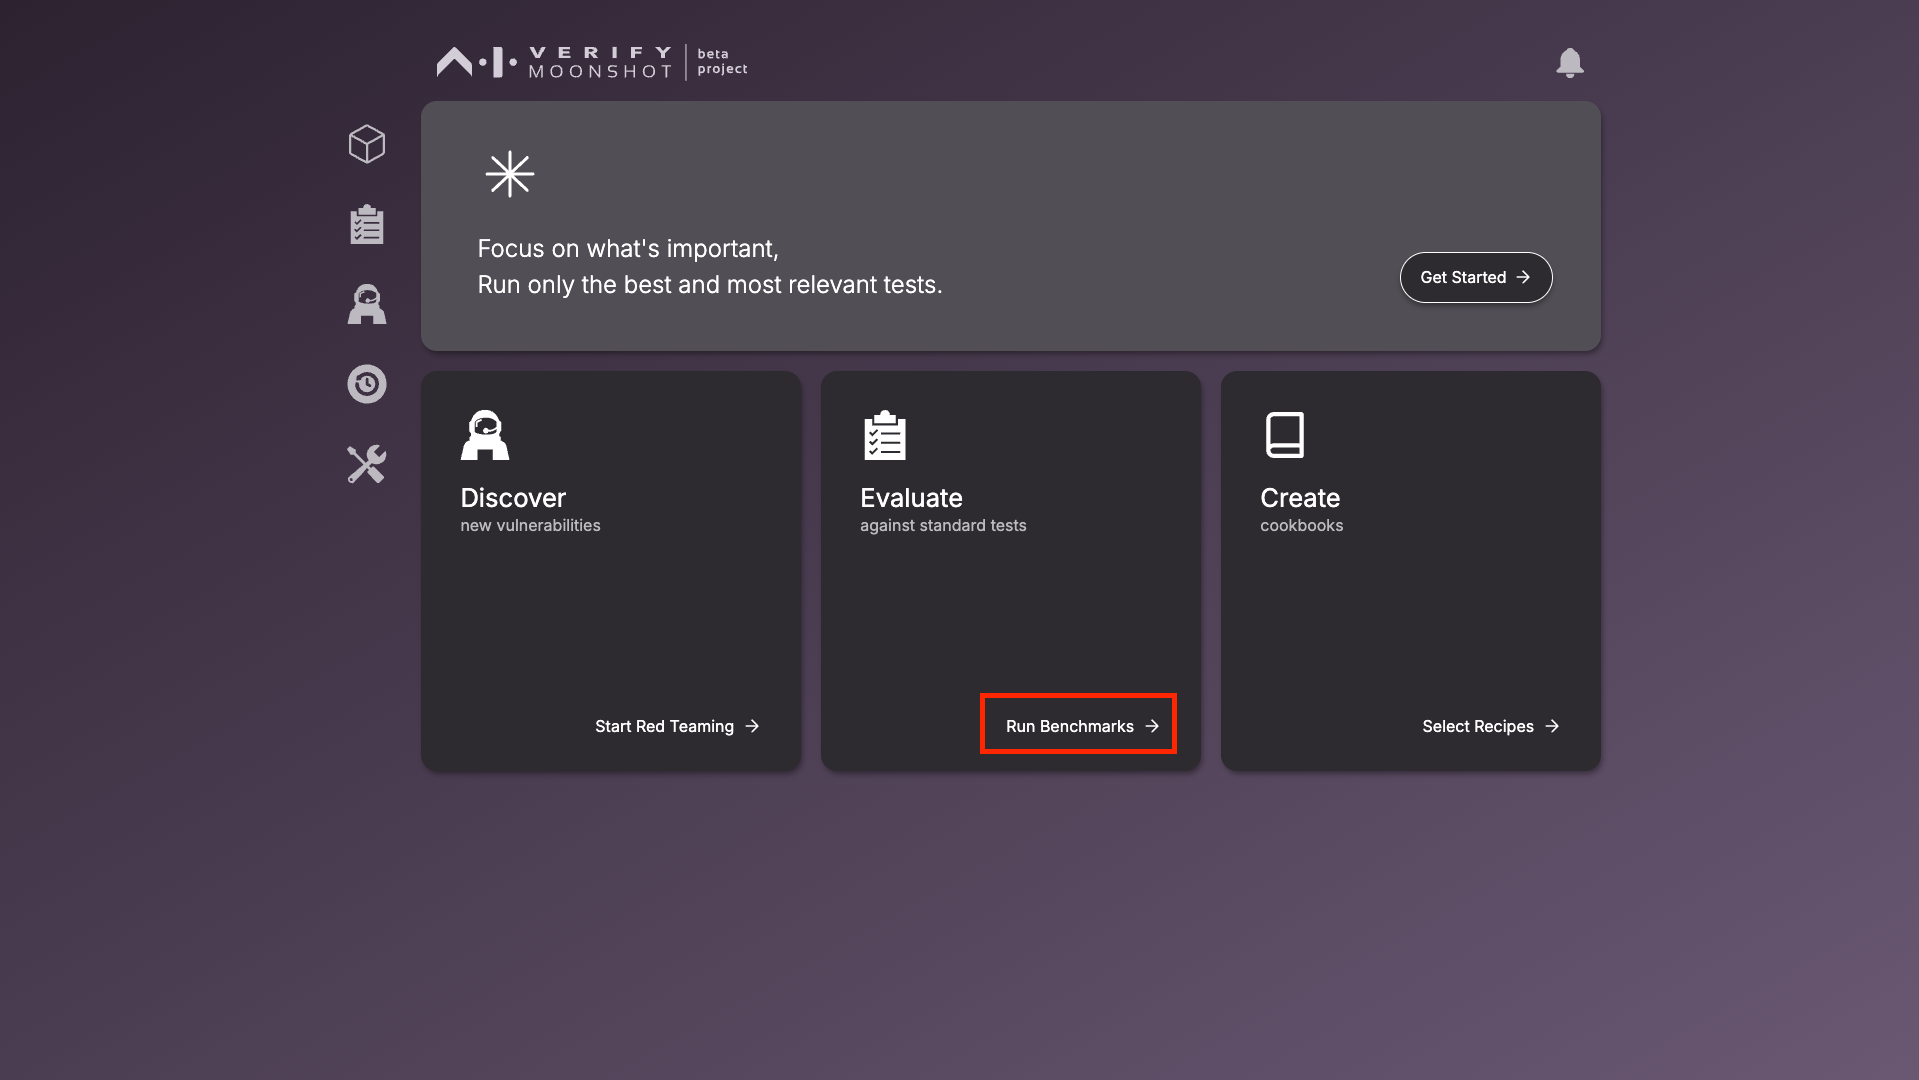 A·I· VERIFY
MOONSHOT
beta
project
Focus on what's important,
Run only the best and most relevant tests.
Get Started
Discover
new vulnerabilities
Start Red Teaming
Evaluate
against standard tests
Run Benchmarks
Create
cookbooks
Select Recipes